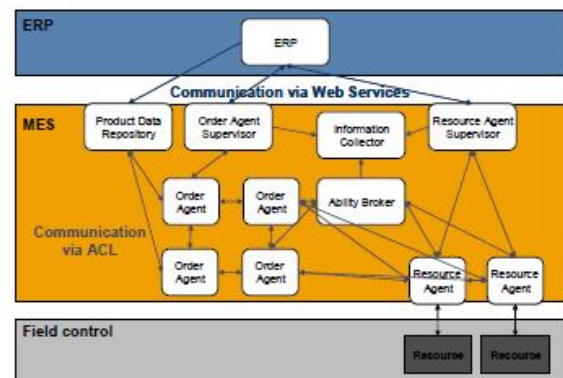 ERP
ERP
Communication via Web Services
MES
Product Data
Repository
Order Agent
Supervisor
Information
Collector
Resource Agent
Supervisor
Order
Agent
Order
Agent
Ability Broker
Communication
via ACL
Order
Agent
Order
Agent
Resource
Agent
Resource
Agent
Field control
Resource
Resource